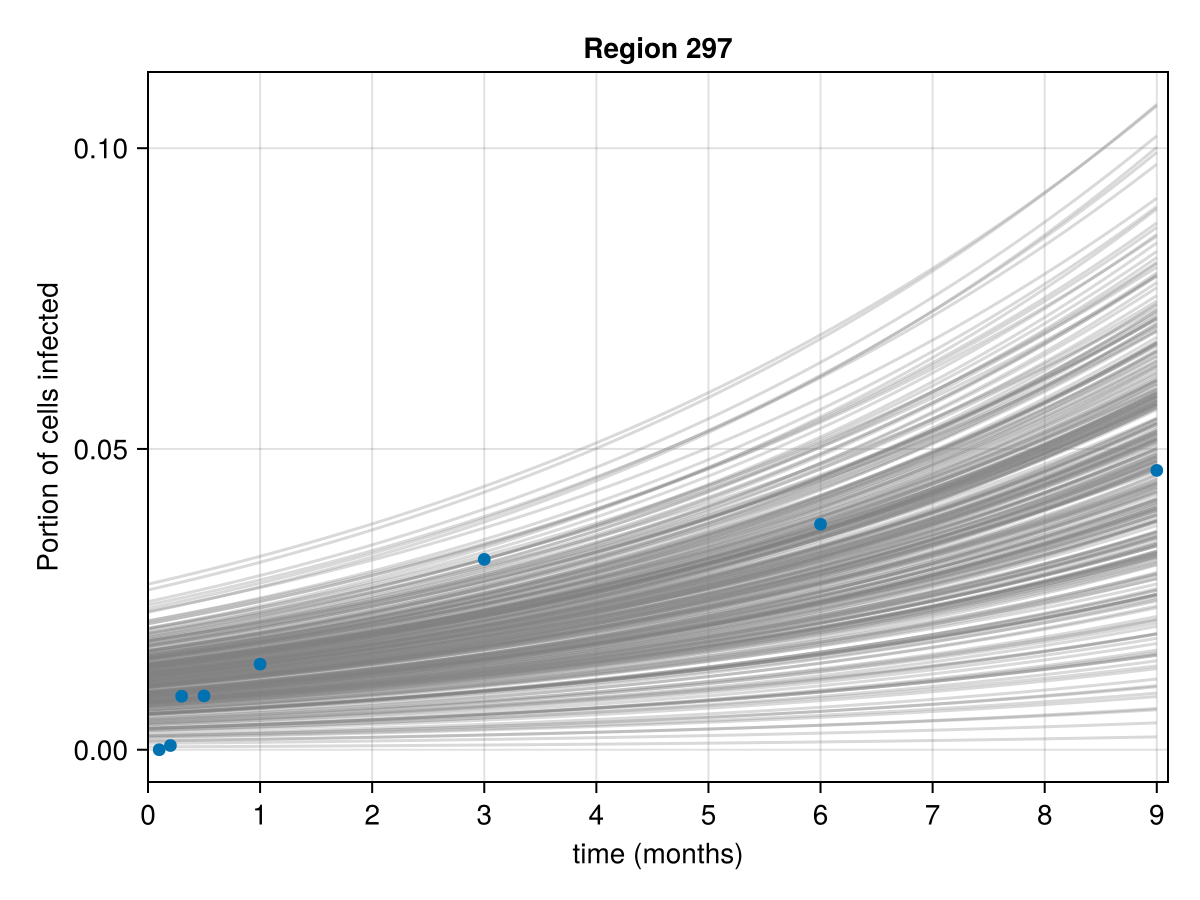 Region 297
Portion of cells infected
0.10
0.05
0.00
0 1 2 3 4 5 6 7 8 9
time (months)